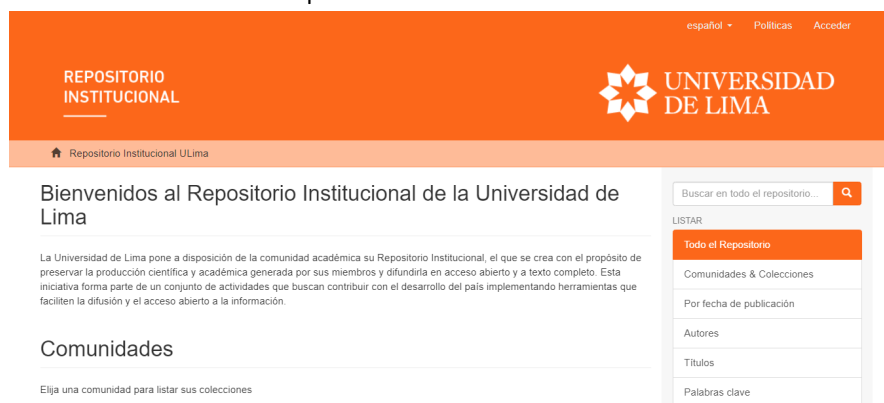 español
Políticas
Acceder
REPOSITORIO
INSTITUCIONAL
UNIVERSIDAD
DE LIMA
Repositorio Institucional ULima
Bienvenidos al Repositorio Institucional de la Universidad de
Lima
La Universidad de Lima pone a disposición de la comunidad académica su Repositorio Institucional, el que se crea con el propósito de
preservar la producción científica y académica generada por sus miembros y difundirla en acceso abierto y a texto completo. Esta
iniciativa forma parte de un conjunto de actividades que buscan contribuir con el desarrollo del país implementando herramientas que
faciliten la difusión y el acceso abierto a la información.
Comunidades
Elija una comunidad para listar sus colecciones
Buscar en todo el repositorio...
LISTAR
Todo el Repositorio
Comunidades & Colecciones
Por fecha de publicación
Autores
Títulos
Palabras clave